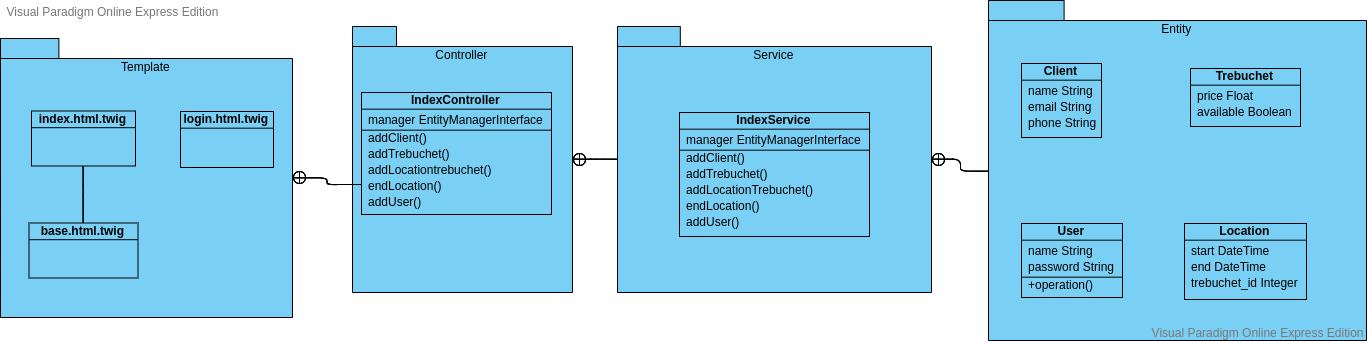 Visual Paradigm Online Express Edition
Template
index.html.twig
login.html.twig
base.html.twig
Controller
IndexController
manager EntityManagerInterface
addClient()
addTrebuchet()
addLocationtrebuchet()
endLocation()
addUser()
Service
IndexService
manager EntityManagerInterface
addClient()
addTrebuchet()
addLocationTrebuchet()
endLocation()
addUser()
Entity
Client
name String
email String
phone String
Trebuchet
price Float
available Boolean
User
name String
password String
+operation()
Location
start DateTime
end DateTime
trebuchet_id Integer
Visual Paradigm Online Express Edition